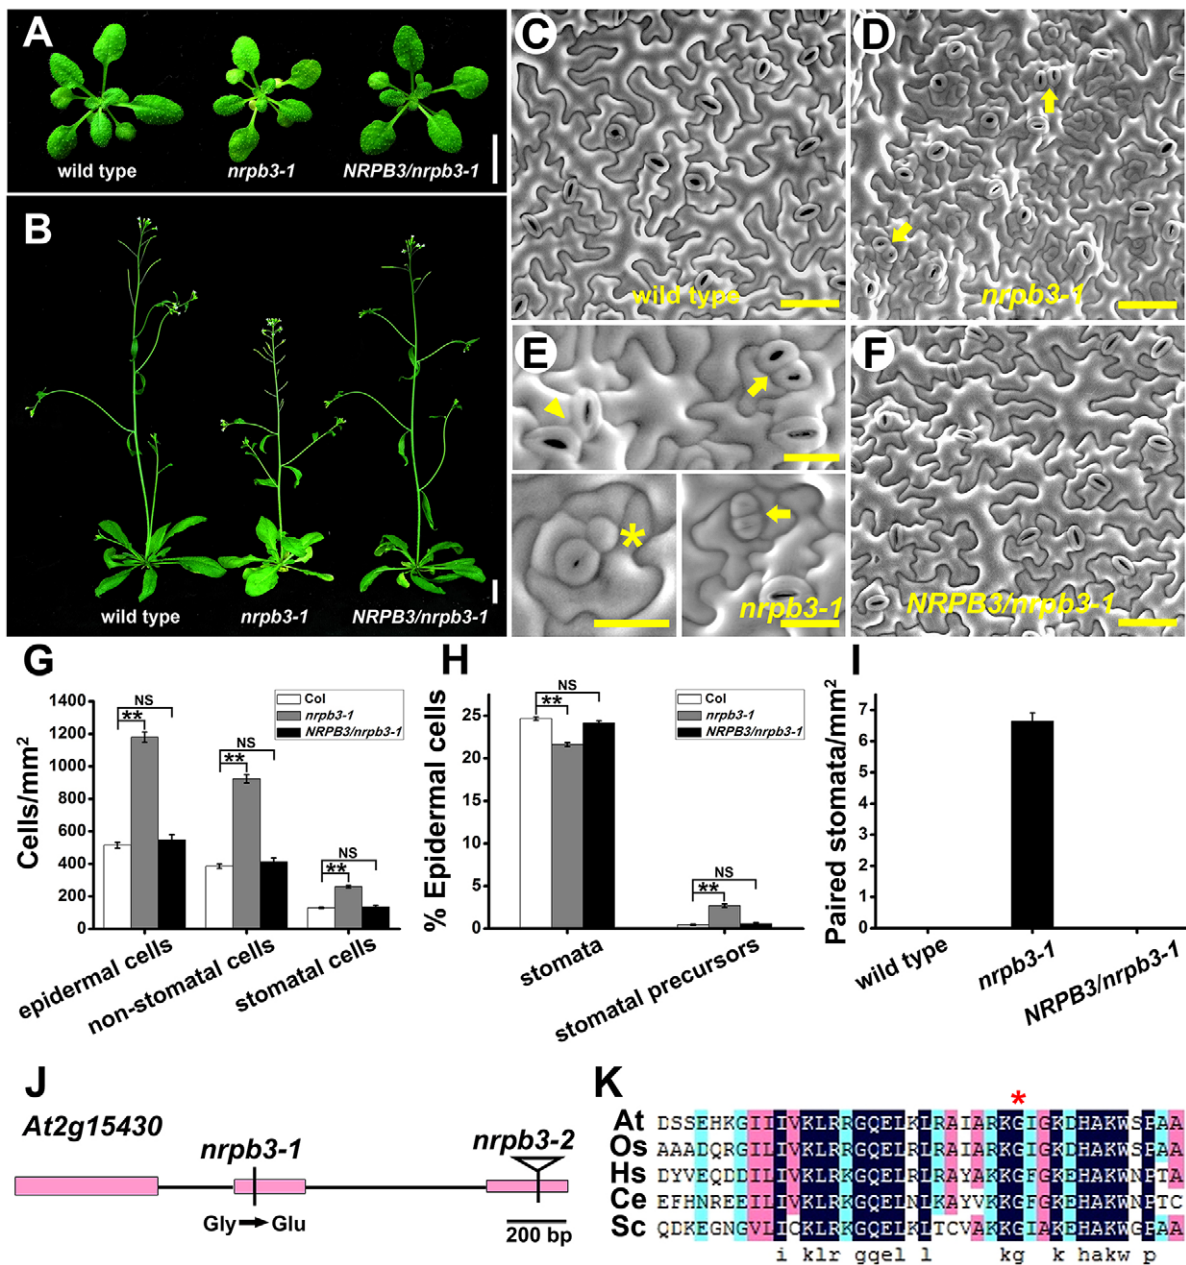 A
wild type
nrpb3-1
NRPB3/nrpb3-1
B
wild type
nrpb3-1
NRPB3/nrpb3-1
C
wild type
D
nrpb3-1
E
nrpb3-1
F
NRPB3/nrpb3-1
G
Cells/mm²
1400
1200
1000
800
600
400
200
0
NS
**
NS
**
NS
**
Col
nrpb3-1
NRPB3/nrpb3-1
epidermal cells
non-stomatal cells
stomatal cells
H
% Epidermal cells
25
20
15
10
5
0
NS
**
NS
**
Col
nrpb3-1
NRPB3/nrpb3-1
stomata
stomatal precursors
I
Paired stomata/mm²
7
6
5
4
3
2
1
0
wild type
nrpb3-1
NRPB3/nrpb3-1
J
At2g15430
nrpb3-1
nrpb3-2
Gly Glu
200 bp
K
*
At DSSEHKGIIIVKLRRGQELKLRAIARKGIGKDHAKWSPAA
Os AAADQRGILIVKLRRGQELRLRAIARKGIGKDHAKWSPAA
Hs DYVEQDDILIVKLRKGQELRLRAYAKKGFGKEHAKWNPTA
Ce EFHNREEILIVKLRKGQELNLKAYVKKGFGKEHAKWNPTC
Sc QDKEGNGVLICKLRKGQELKLTCVAKKGIAKEHAKWGPAA
i klr gqel l kg k hakw p